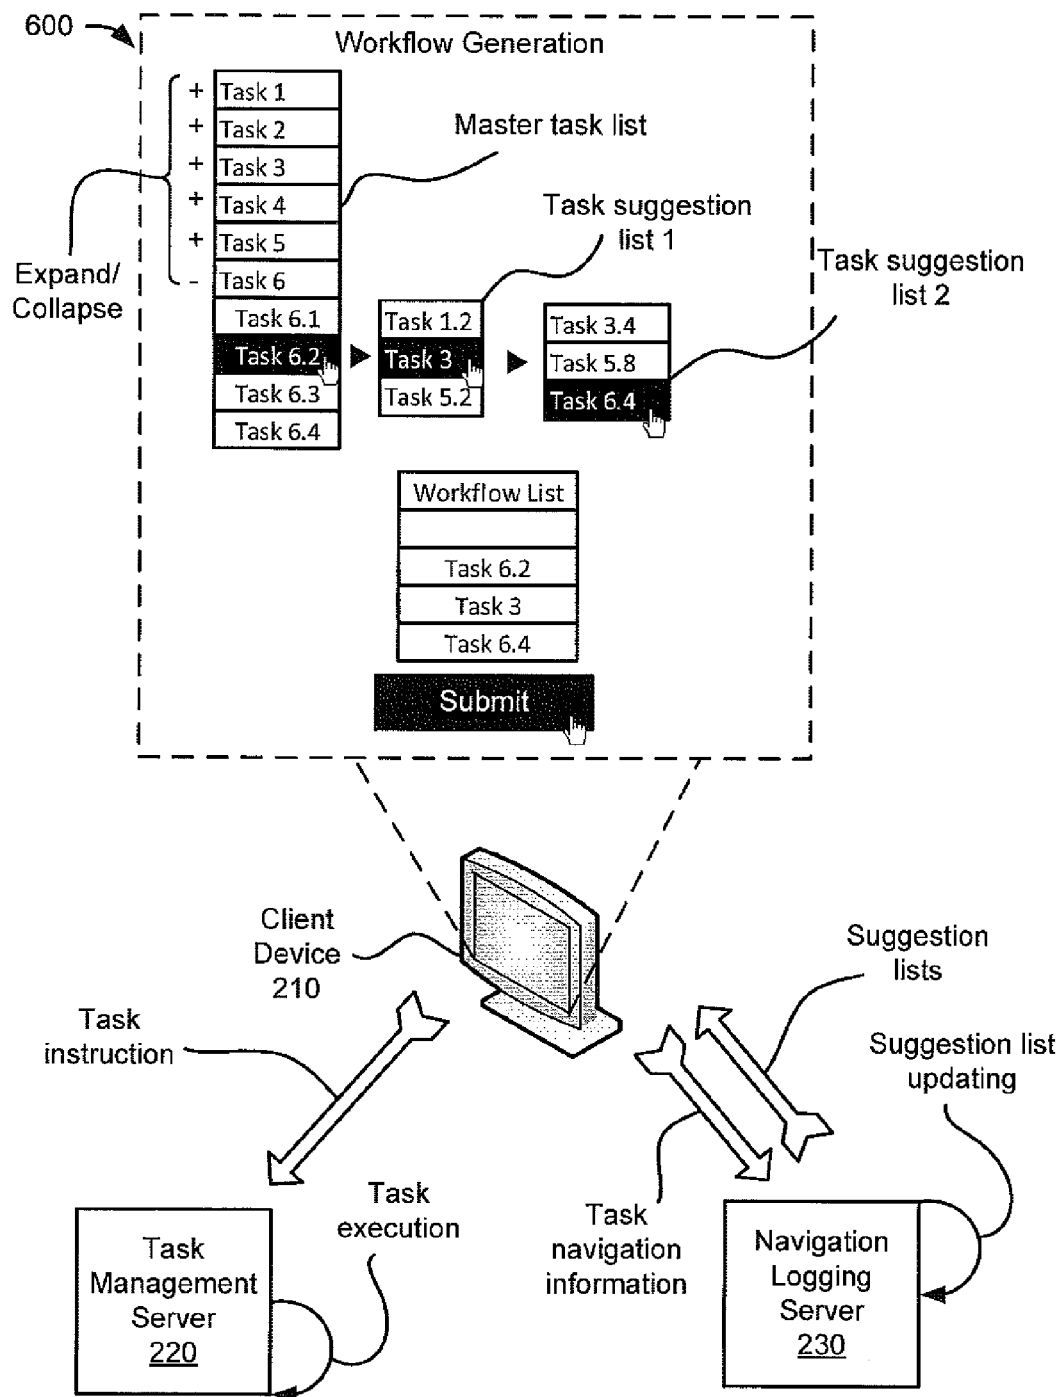 600
Workflow Generation
+ Task 1
+ Task 2
+ Task 3
+ Task 4
+ Task 5
- Task 6
Task 6.1
Task 6.2
Task 6.3
Task 6.4
Expand/
Collapse
Master task list
Task suggestion
list 1
Task 1.2
Task 3
Task 5.2
Task suggestion
list 2
Task 3.4
Task 5.8
Task 6.4
Workflow List
Task 6.2
Task 3
Task 6.4
Submit
Client
Device
210
Task
instruction
Suggestion
lists
Suggestion list
updating
Task
execution
Task
navigation
information
Task
Management
Server
220
Navigation
Logging
Server
230